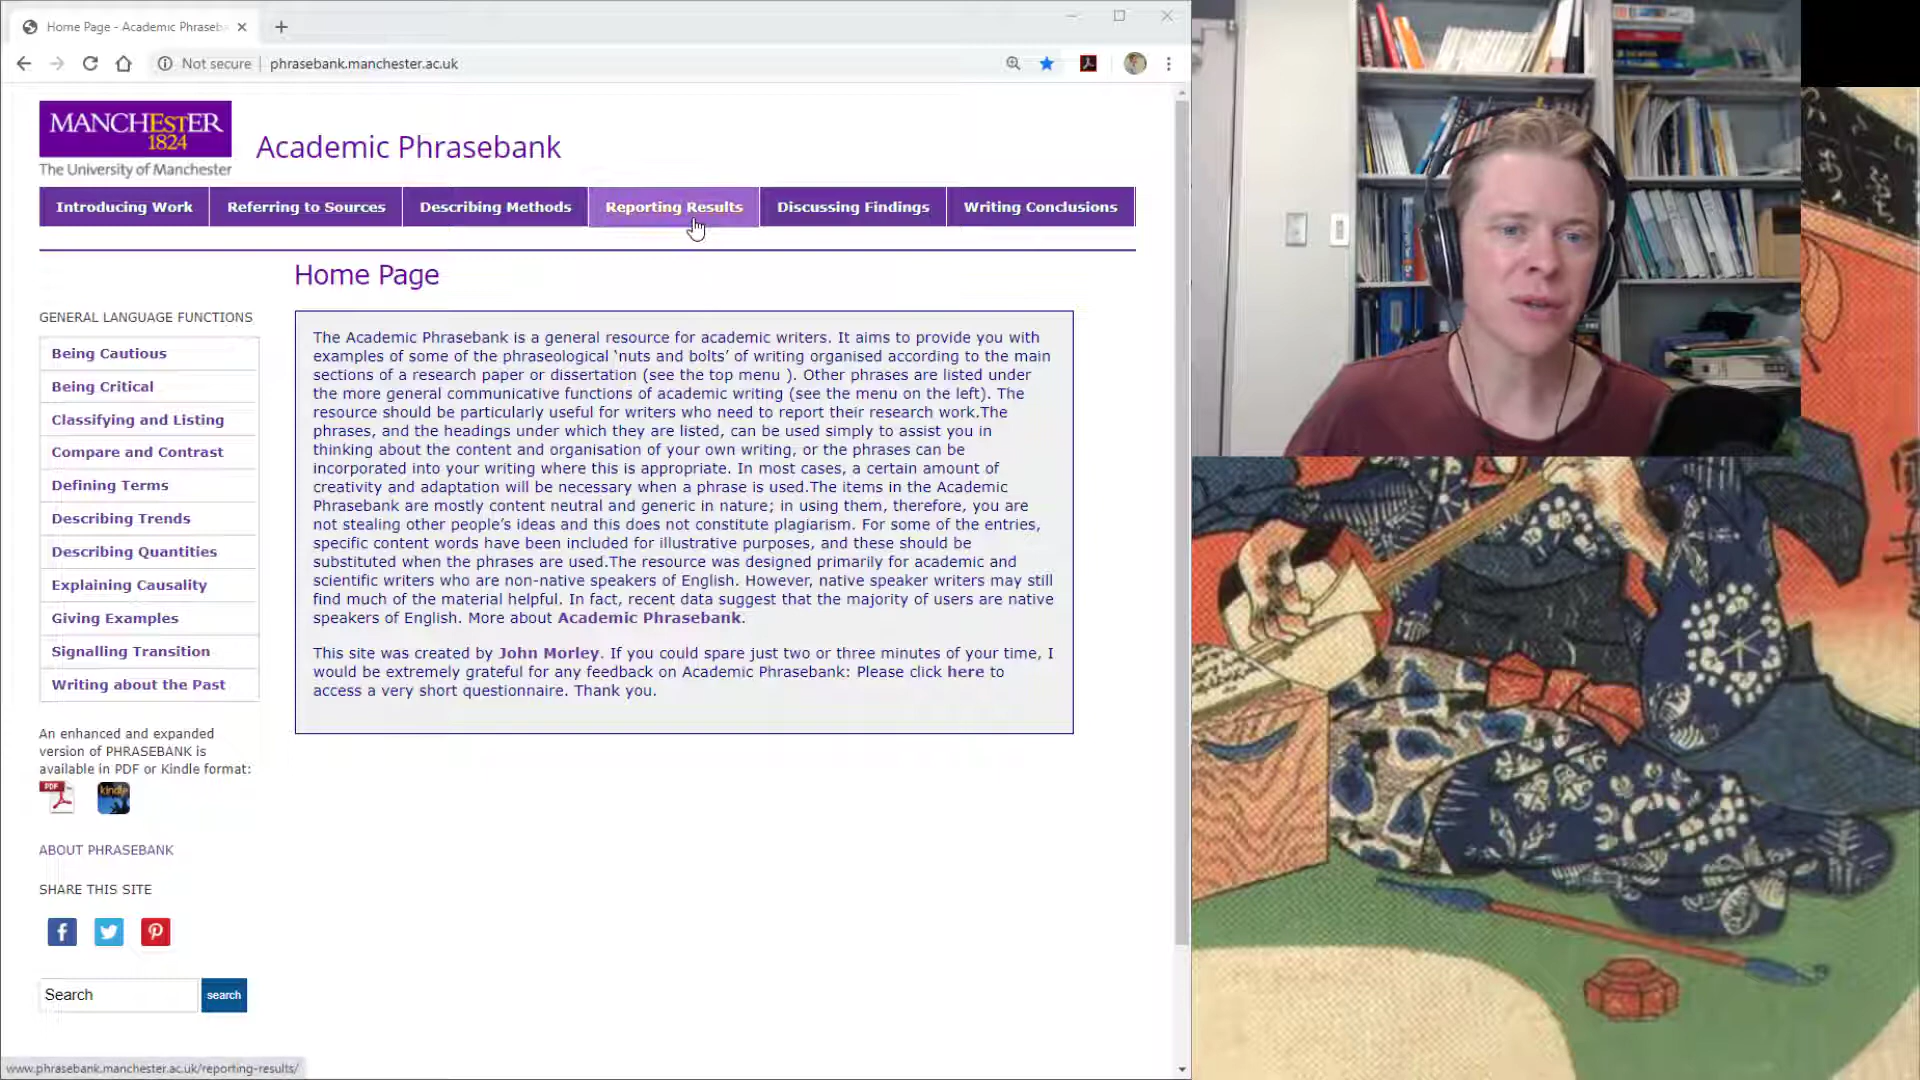 Home Page - Academic Phraseb
Not secure | phrasebank.manchester.ac.uk
MANCHESTER
1824
The University of Manchester
Academic Phrasebank
Introducing Work
Referring to Sources
Describing Methods
Reporting Results
Discussing Findings
Writing Conclusions
Home Page
GENERAL LANGUAGE FUNCTIONS
Being Cautious
Being Critical
Classifying and Listing
Compare and Contrast
Defining Terms
Describing Trends
Describing Quantities
Explaining Causality
Giving Examples
Signalling Transition
Writing about the Past
The Academic Phrasebank is a general resource for academic writers. It aims to provide you with
examples of some of the phraseological ‘nuts and bolts’ of writing organised according to the main
sections of a research paper or dissertation (see the top menu ). Other phrases are listed under
the more general communicative functions of academic writing (see the menu on the left). The
resource should be particularly useful for writers who need to report their research work.The
phrases, and the headings under which they are listed, can be used simply to assist you in
thinking about the content and organisation of your own writing, or the phrases can be
incorporated into your writing where this is appropriate. In most cases, a certain amount of
creativity and adaptation will be necessary when a phrase is used.The items in the Academic
Phrasebank are mostly content neutral and generic in nature; in using them, therefore, you are
not stealing other people’s ideas and this does not constitute plagiarism. For some of the entries,
specific content words have been included for illustrative purposes, and these should be
substituted when the phrases are used.The resource was designed primarily for academic and
scientific writers who are non-native speakers of English. However, native speaker writers may still
find much of the material helpful. In fact, recent data suggest that the majority of users are native
speakers of English. More about Academic Phrasebank.
This site was created by John Morley. If you could spare just two or three minutes of your time, I
would be extremely grateful for any feedback on Academic Phrasebank: Please click here to
access a very short questionnaire. Thank you.
An enhanced and expanded
version of PHRASEBANK is
available in PDF or Kindle format:
PDF
kindle
ABOUT PHRASEBANK
SHARE THIS SITE
Search
search
www.phrasebank.manchester.ac.uk/reporting-results/